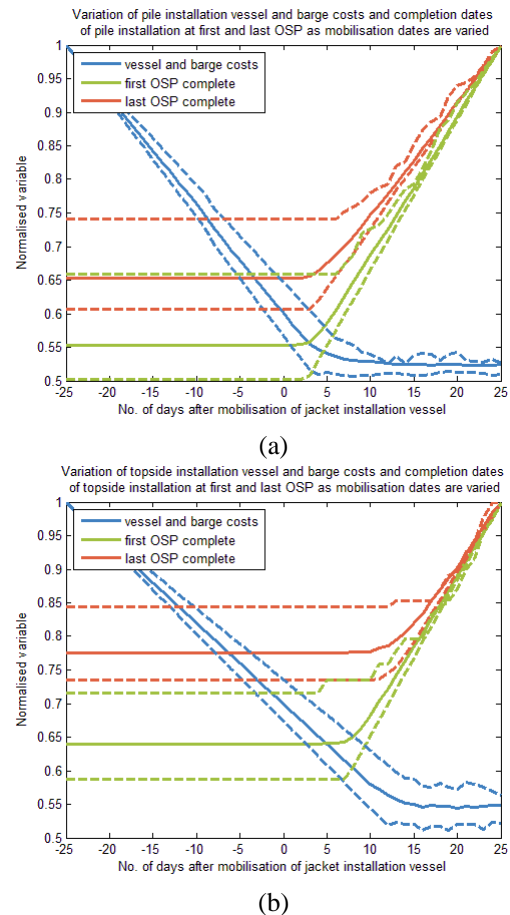 Variation of pile installation vessel and barge costs and completion dates
of pile installation at first and last OSP as mobilisation dates are varied
1
0.95
0.9
0.85
0.8
0.75
0.7
0.65
0.6
0.55
0.5
Normalised variable
vessel and barge costs
first OSP complete
last OSP complete
-25 -20 -15 -10 -5 0 5 10 15 20 25
No. of days after mobilisation of jacket installation vessel
(a)
Variation of topside installation vessel and barge costs and completion dates
of topside installation at first and last OSP as mobilisation dates are varied
1
0.95
0.9
0.85
0.8
0.75
0.7
0.65
0.6
0.55
0.5
Normalised variable
vessel and barge costs
first OSP complete
last OSP complete
-25 -20 -15 -10 -5 0 5 10 15 20 25
No. of days after mobilisation of jacket installation vessel
(b)